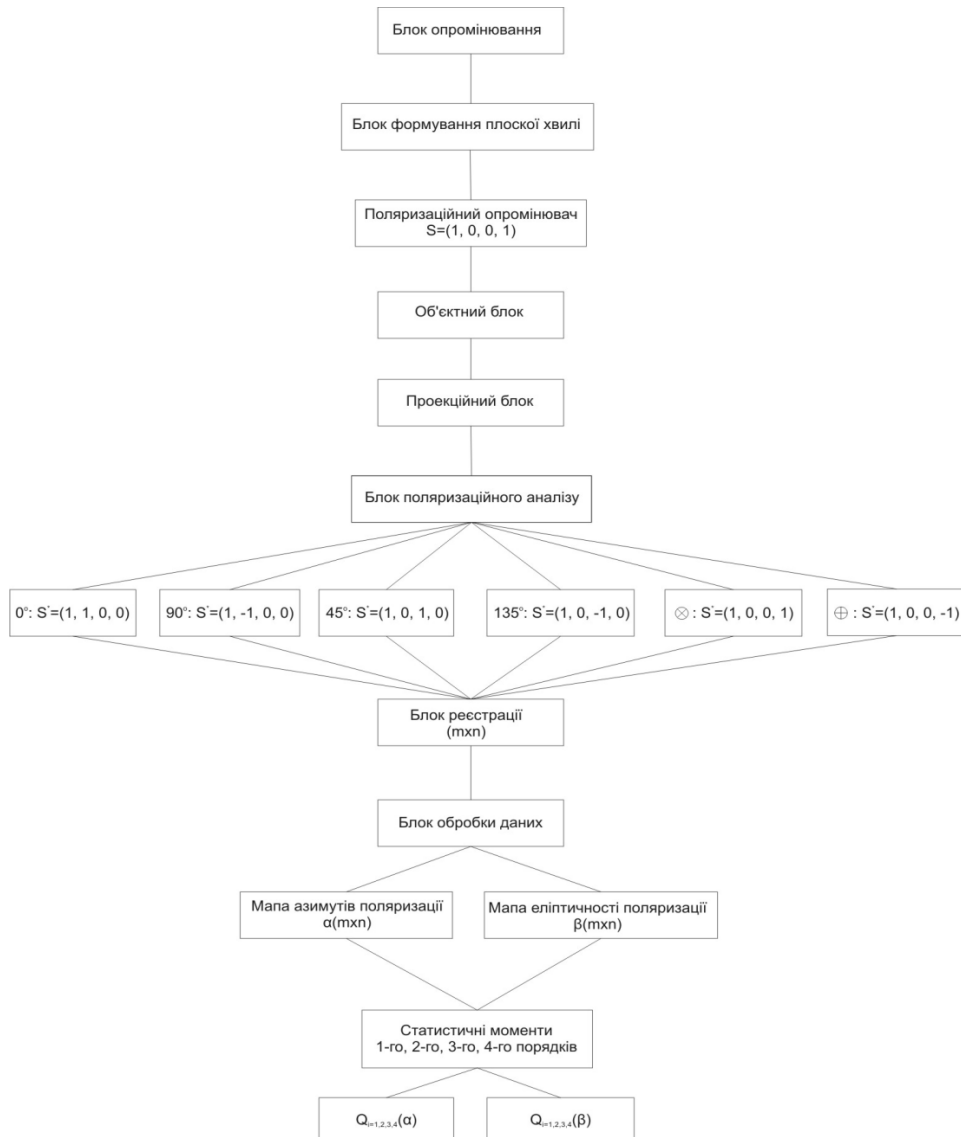 Блок опромінювання
Блок формування плоскої хвилі
Поляризаційний опромінювач
S=(1, 0, 0, 1)
Об'єктний блок
Проекційний блок
Блок поляризаційного аналізу
0°: S*=(1, 1, 0, 0)
90°: S*=(1, -1, 0, 0)
45°: S*=(1, 0, 1, 0)
135°: S*=(1, 0, -1, 0)
⊗ : S*=(1, 0, 0, 1)
⊕ : S*=(1, 0, 0, -1)
Блок реєстрації
(mxn)
Блок обробки даних
Мапа азимутів поляризації
α(mxn)
Мапа еліптичності поляризації
β(mxn)
Статистичні моменти
1-го, 2-го, 3-го, 4-го порядків
Qᵢ₌₁,₂,₃,₄(α)
Qᵢ₌₁,₂,₃,₄(β)